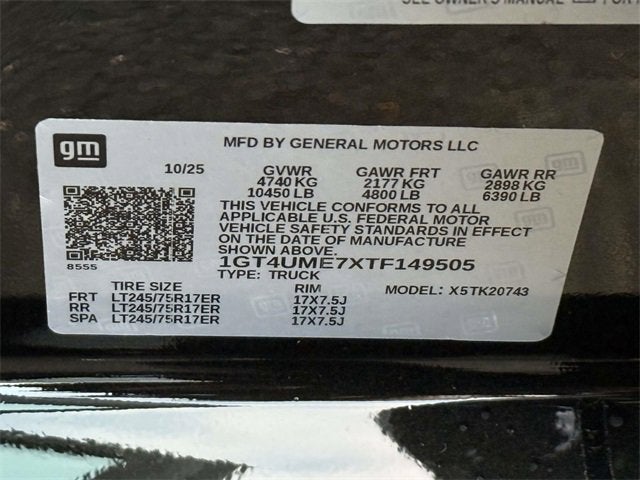 SEE OWNER'S MANUAL
gm
MFD BY GENERAL MOTORS LLC
10/25 GVWR GAWR FRT GAWR RR
4740 KG 2177 KG 2898 KG
10450 LB 4800 LB 6390 LB
THIS VEHICLE CONFORMS TO ALL
APPLICABLE U.S. FEDERAL MOTOR
VEHICLE SAFETY STANDARDS IN EFFECT
ON THE DATE OF MANUFACTURE
SHOWN ABOVE.
8555
1GT4UME7XTF149505
TYPE: TRUCK
TIRE SIZE RIM MODEL: X5TK20743
FRT LT245/75R17ER 17X7.5J
RR LT245/75R17ER 17X7.5J
SPA LT245/75R17ER 17X7.5J